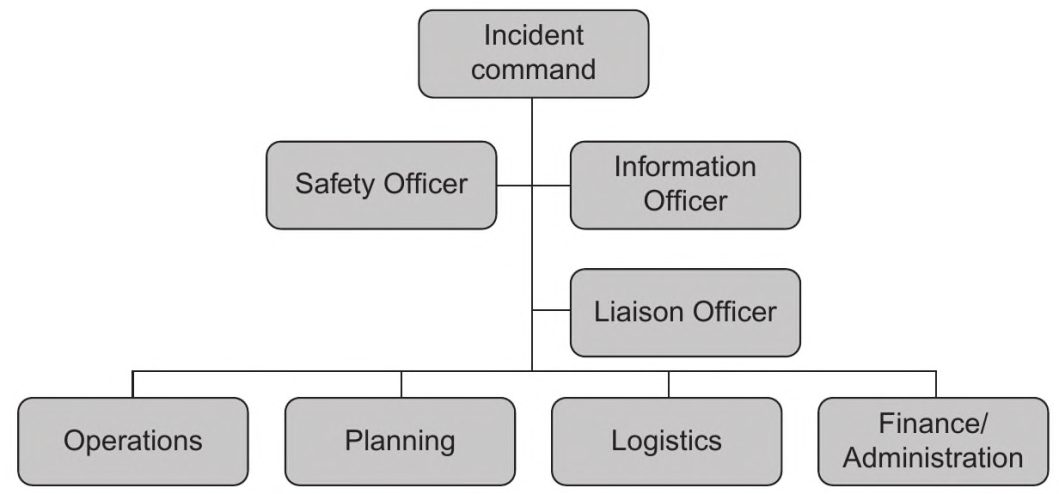 Incident
command
Safety Officer
Information
Officer
Liaison Officer
Operations
Planning
Logistics
Finance/
Administration